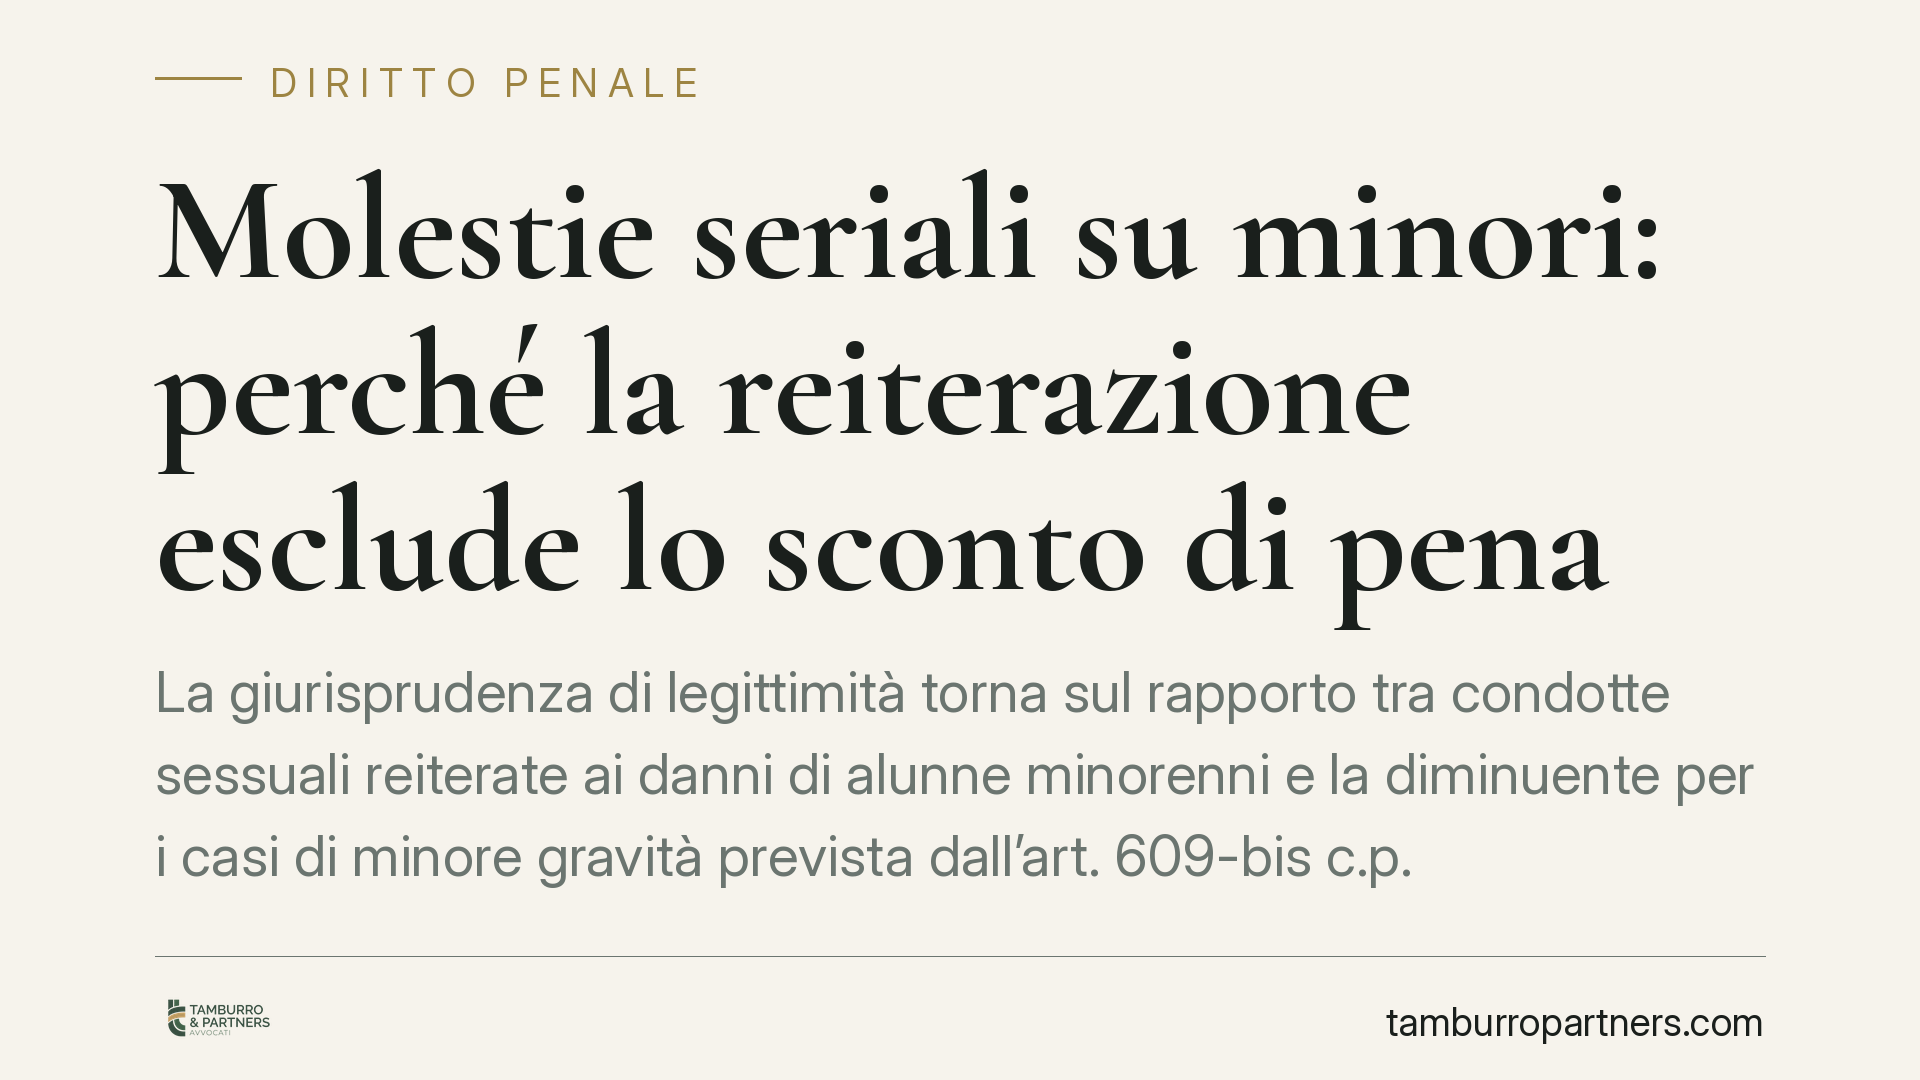 DIRITTO PENALE
Molestie seriali su minori:
perché la reiterazione
esclude lo sconto di pena
La giurisprudenza di legittimità torna sul rapporto tra condotte
sessuali reiterate ai danni di alunne minorenni e la diminuente per
i casi di minore gravità prevista dall’art. 609-bis c.p.
TAMBURRO
& PARTNERS
AVVOCATI
tamburropartners.com